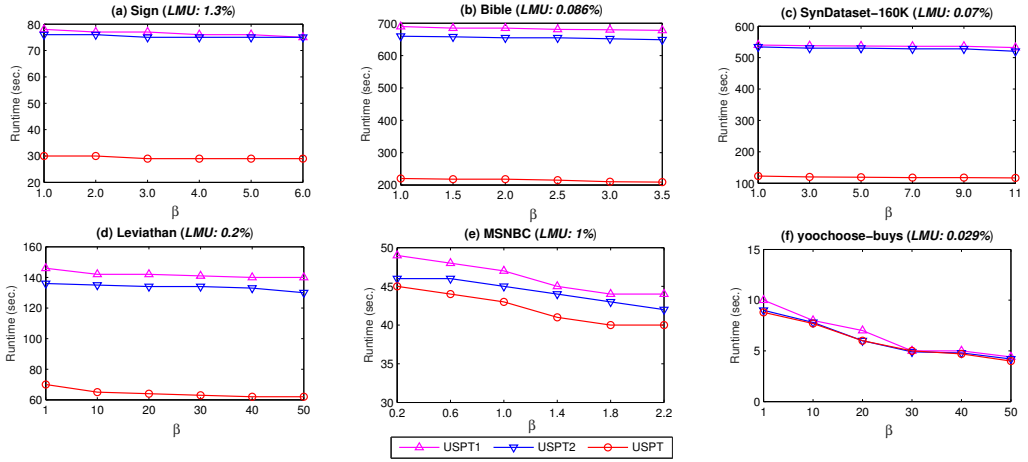 (a) Sign (LMU: 1.3%)
80
70
60
50
40
30
20
Runtime (sec.)
1.0 2.0 3.0 4.0 5.0 6.0
β
(b) Bible (LMU: 0.086%)
700
600
500
400
300
200
Runtime (sec.)
1.0 1.5 2.0 2.5 3.0 3.5
β
(c) SynDataset-160K (LMU: 0.07%)
600
500
400
300
200
100
Runtime (sec.)
1.0 3.0 5.0 7.0 9.0 11
β
(d) Leviathan (LMU: 0.2%)
160
140
120
100
80
60
Runtime (sec.)
1 10 20 30 40 50
β
(e) MSNBC (LMU: 1%)
50
45
40
35
30
Runtime (sec.)
0.2 0.6 1.0 1.4 1.8 2.2
β
(f) yoochoose-buys (LMU: 0.029%)
15
10
5
0
Runtime (sec.)
1 10 20 30 40 50
β
USPT1 USPT2 USPT